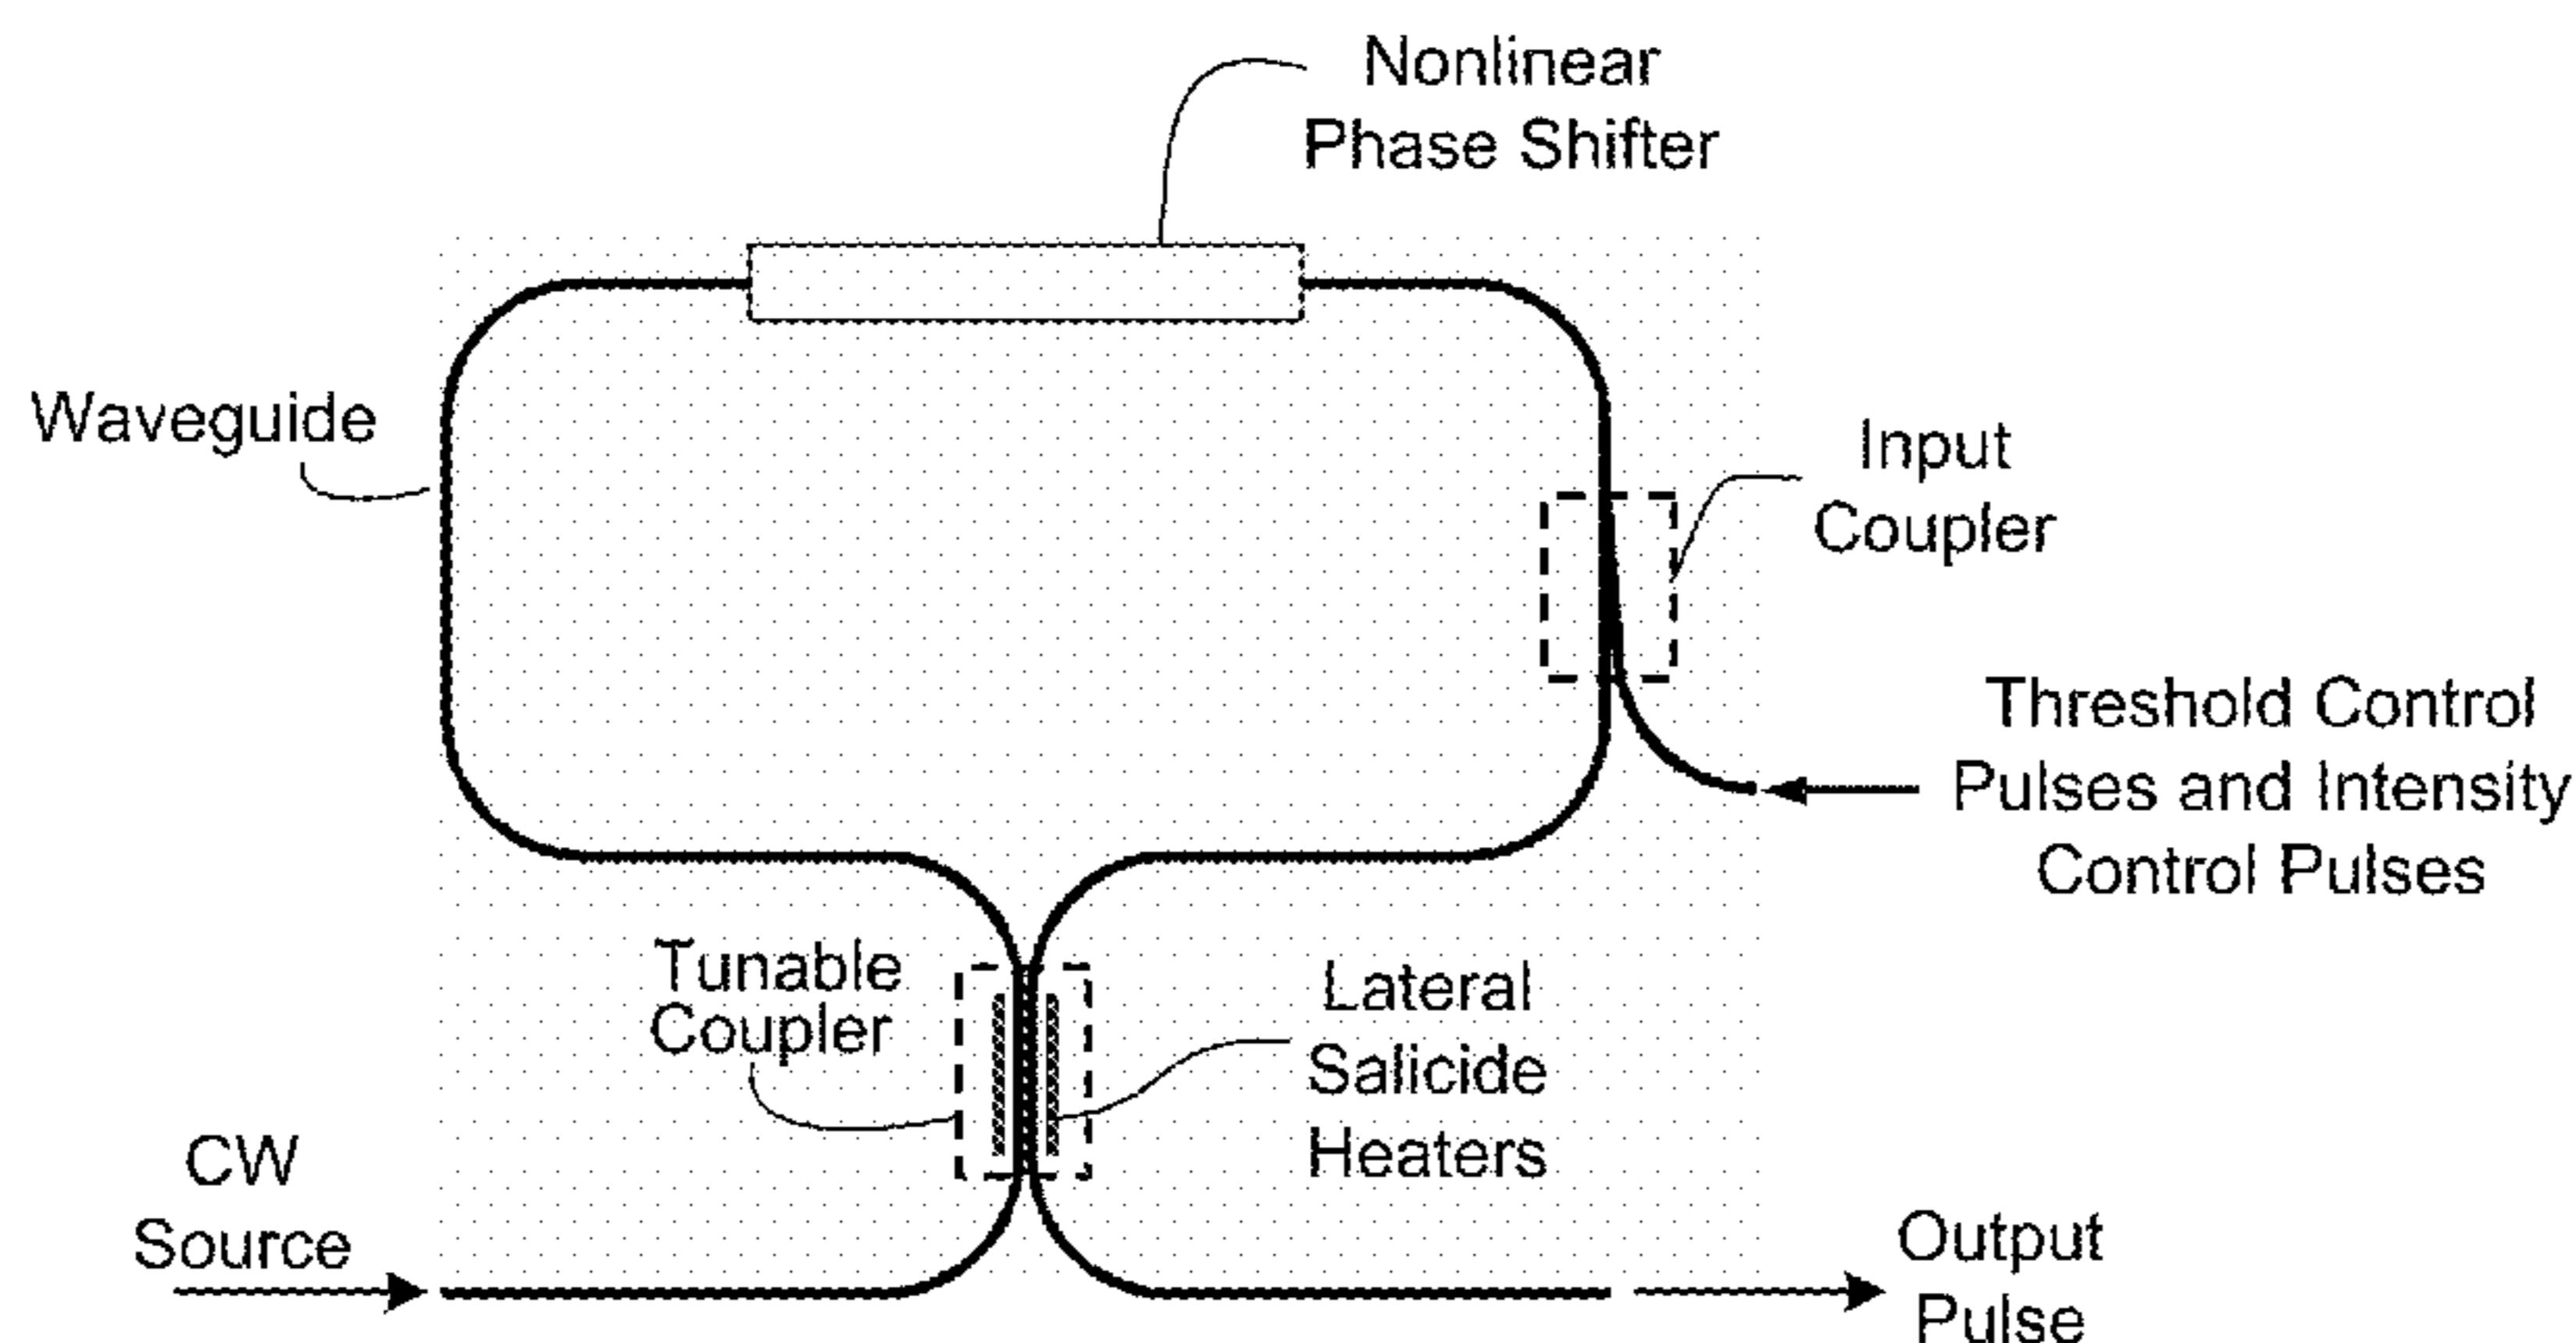 Nonlinear
Phase Shifter
Waveguide
Input
Coupler
Threshold Control
Pulses and Intensity
Control Pulses
Tunable
Coupler
Lateral
Salicide
Heaters
CW
Source
Output
Pulse